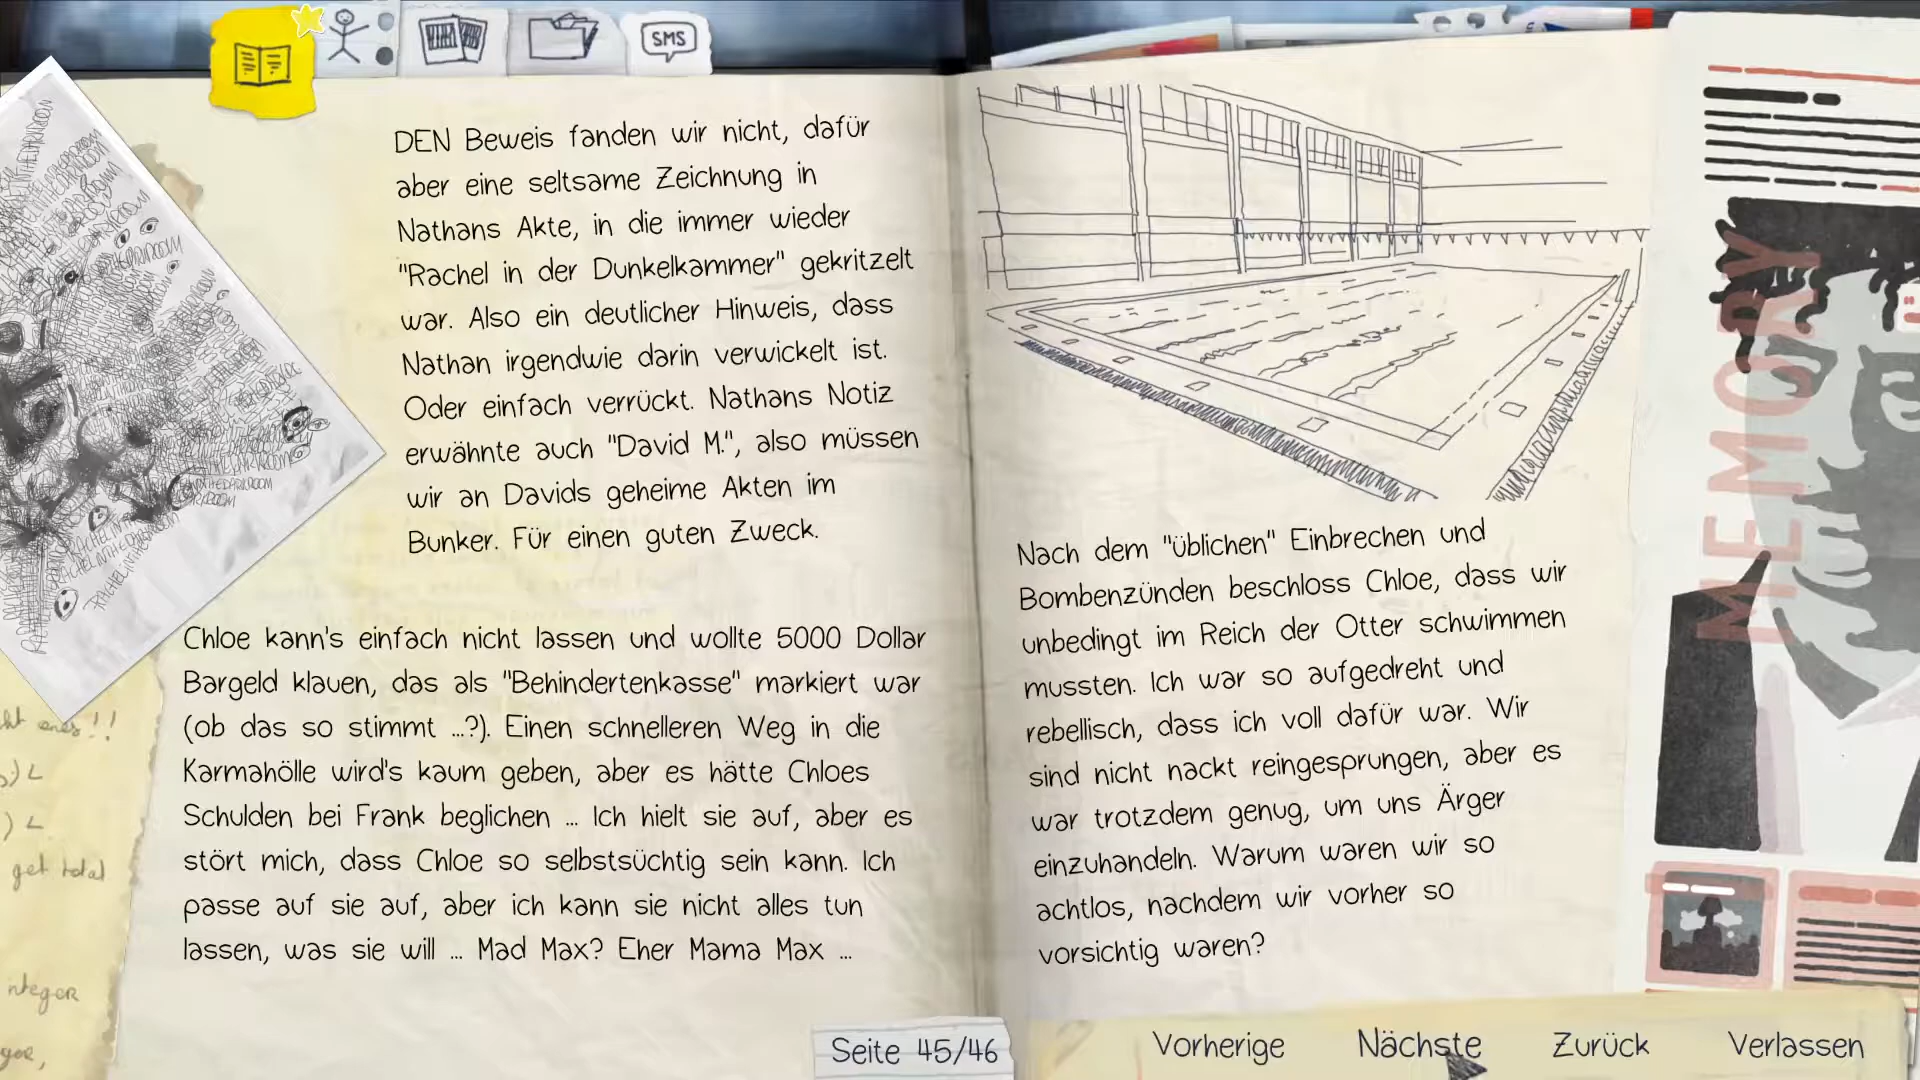 SMS
DEN Beweis fanden wir nicht, dafür
aber eine seltsame Zeichnung in
Nathans Akte, in die immer wieder
"Rachel in der Dunkelkammer" gekritzelt
war. Also ein deutlicher Hinweis, dass
Nathan irgendwie darin verwickelt ist.
Oder einfach verrückt. Nathans Notiz
erwähnte auch "David M.", also müssen
wir an Davids geheime Akten im
Bunker. Für einen guten Zweck.
Chloe kann's einfach nicht lassen und wollte 5000 Dollar
Bargeld klauen, das als "Behindertenkasse" markiert war
(ob das so stimmt ...?). Einen schnelleren Weg in die
Karmahölle wird's kaum geben, aber es hätte Chloes
Schulden bei Frank beglichen ... Ich hielt sie auf, aber es
stört mich, dass Chloe so selbstsüchtig sein kann. Ich
passe auf sie auf, aber ich kann sie nicht alles tun
lassen, was sie will ... Mad Max? Eher Mama Max ...
Nach dem "üblichen" Einbrechen und
Bombenzünden beschloss Chloe, dass wir
unbedingt im Reich der Otter schwimmen
mussten. Ich war so aufgedreht und
rebellisch, dass ich voll dafür war. Wir
sind nicht nackt reingesprungen, aber es
war trotzdem genug, um uns Ärger
einzuhandeln. Warum waren wir so
achtlos, nachdem wir vorher so
vorsichtig waren?
MEMORY
get total
integer
Seite 45/46
Vorherige
Nächste
Zurück
Verlassen